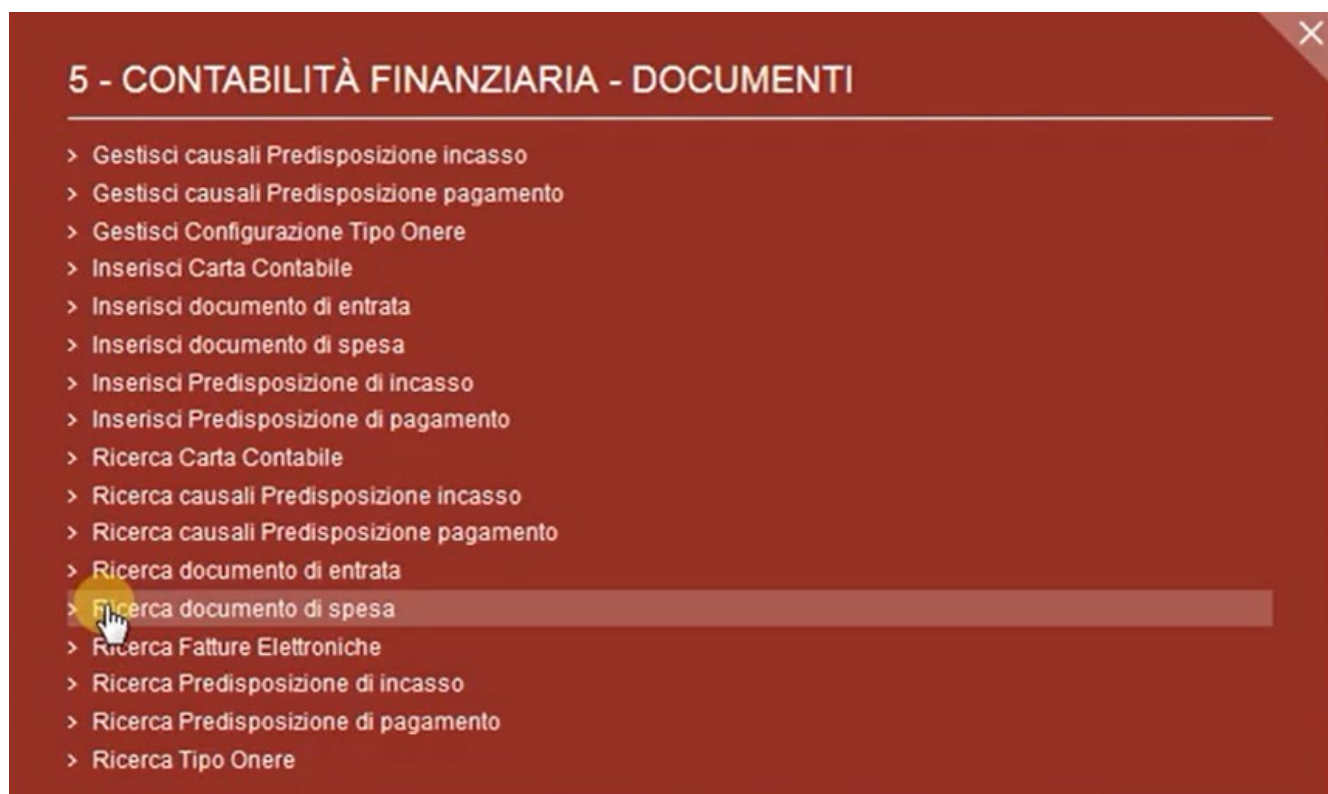 5 - CONTABILITÀ FINANZIARIA - DOCUMENTI
> Gestisci causali Predisposizione incasso
> Gestisci causali Predisposizione pagamento
> Gestisci Configurazione Tipo Onere
> Inserisci Carta Contabile
> Inserisci documento di entrata
> Inserisci documento di spesa
> Inserisci Predisposizione di incasso
> Inserisci Predisposizione di pagamento
> Ricerca Carta Contabile
> Ricerca causali Predisposizione incasso
> Ricerca causali Predisposizione pagamento
> Ricerca documento di entrata
> Ricerca documento di spesa
> Ricerca Fatture Elettroniche
> Ricerca Predisposizione di incasso
> Ricerca Predisposizione di pagamento
> Ricerca Tipo Onere